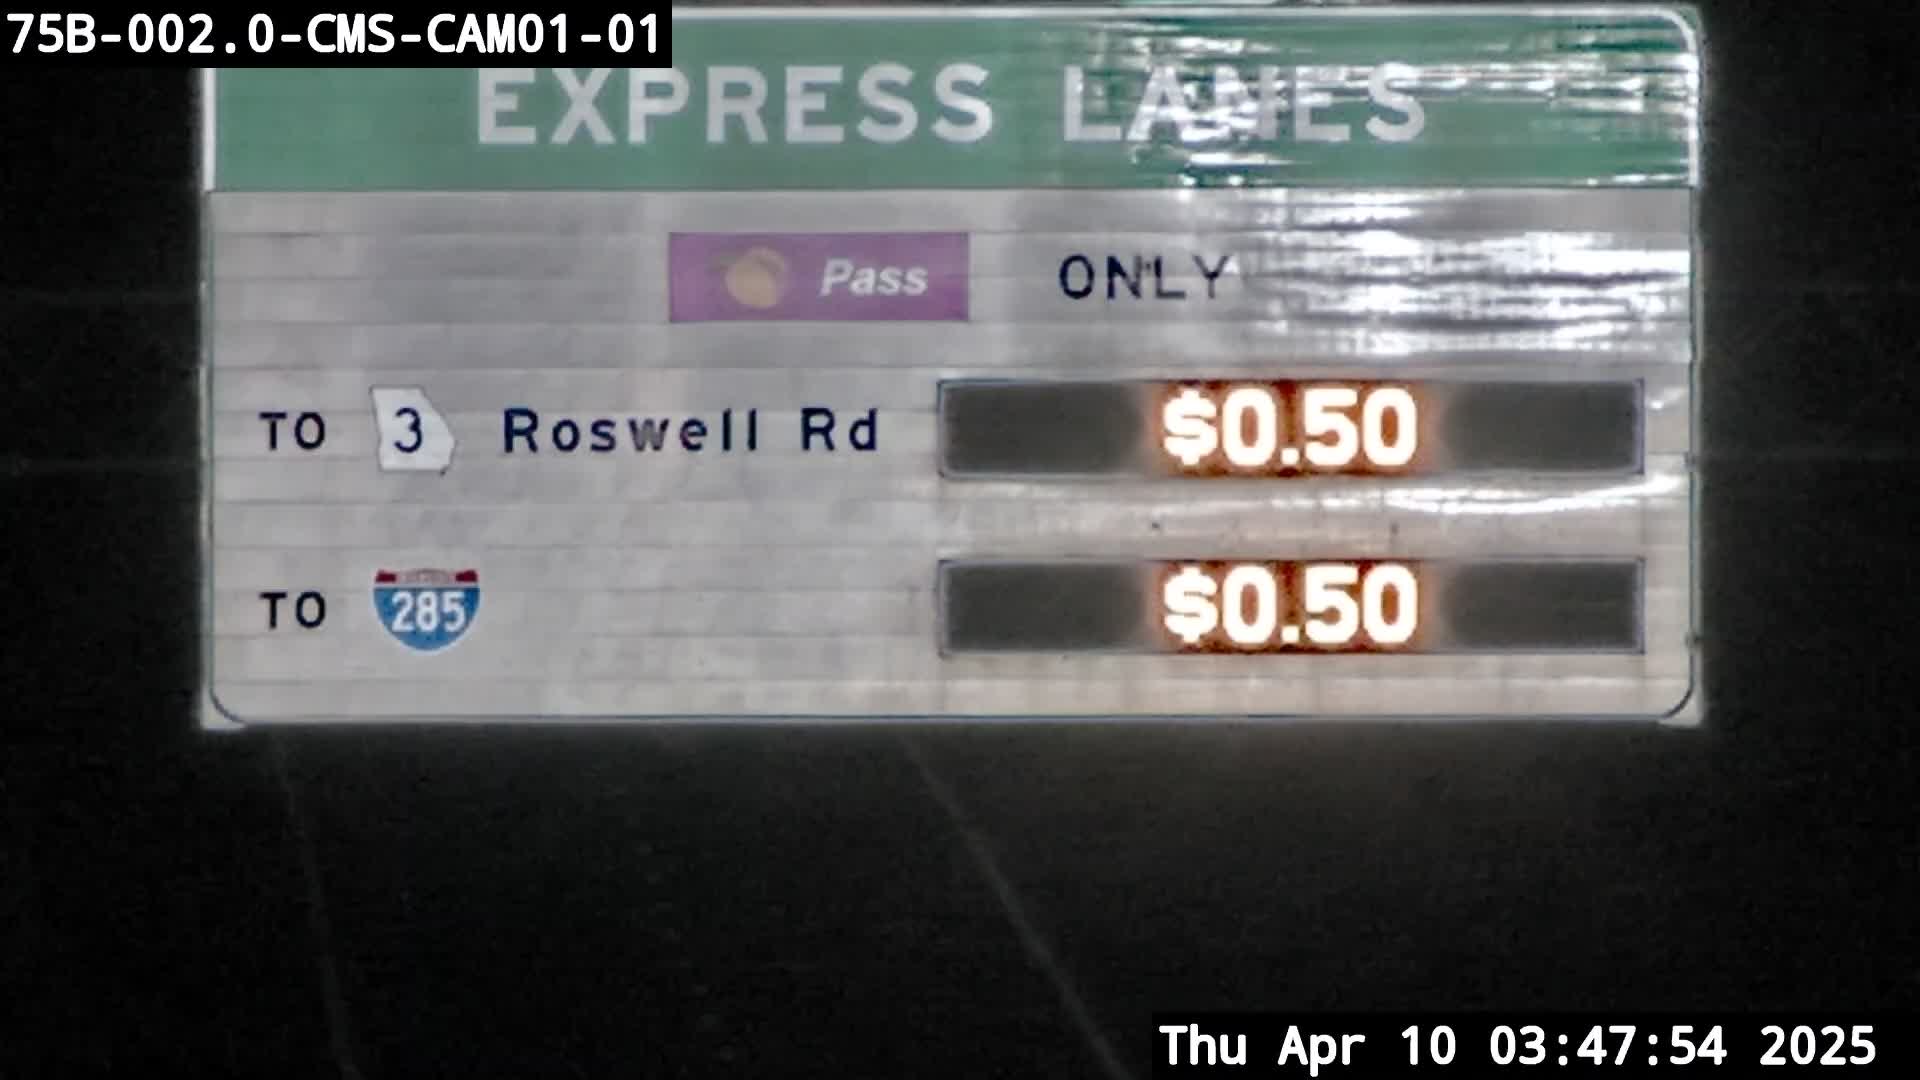 75B-002.0-CMS-CAM01-01
EXPRESS LANES
Pass ONLY
TO 3 Roswell Rd $0.50
TO 285 $0.50
Thu Apr 10 03:47:54 2025